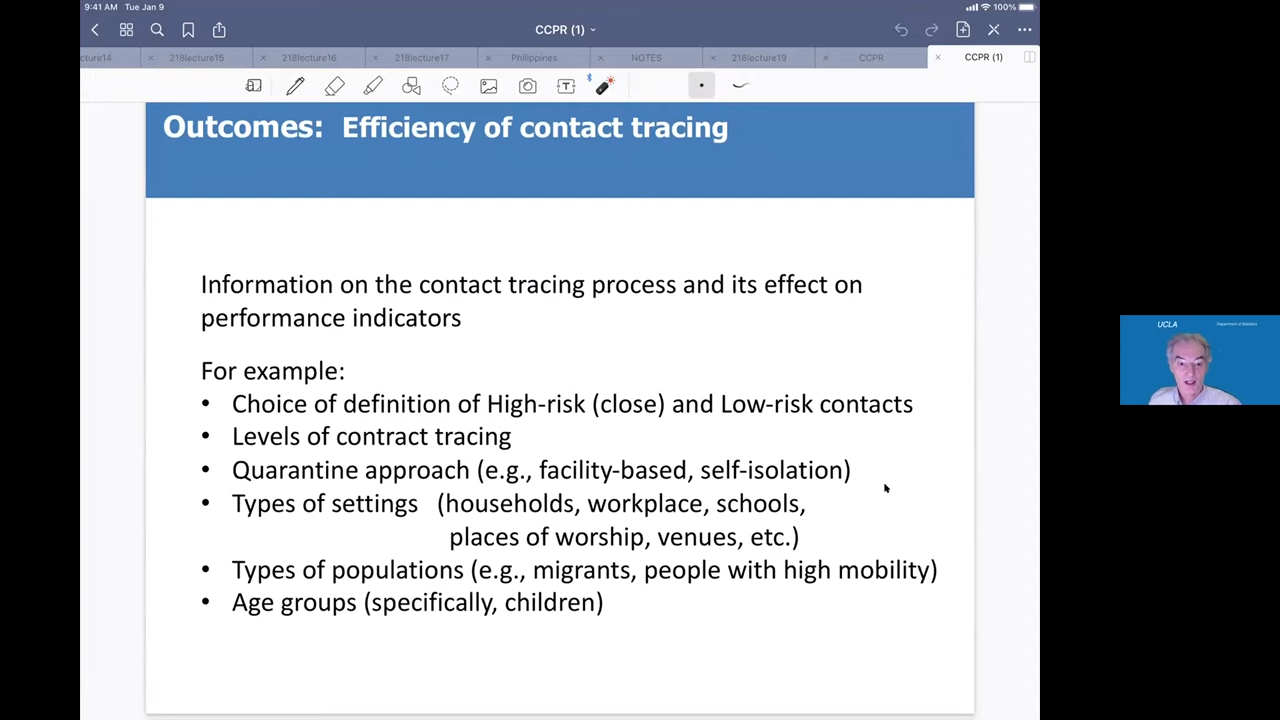 9:41 AM Tue Jan 9
100%
CCPR (1)
cture14
218lecture15
218lecture16
218lecture17
Philippines
NOTES
218lecture19
CCPR
CCPR (1)
Outcomes: Efficiency of contact tracing
Information on the contact tracing process and its effect on
performance indicators
For example:
• Choice of definition of High-risk (close) and Low-risk contacts
• Levels of contract tracing
• Quarantine approach (e.g., facility-based, self-isolation)
• Types of settings (households, workplace, schools,
places of worship, venues, etc.)
• Types of populations (e.g., migrants, people with high mobility)
• Age groups (specifically, children)
UCLA
Department of Statistics